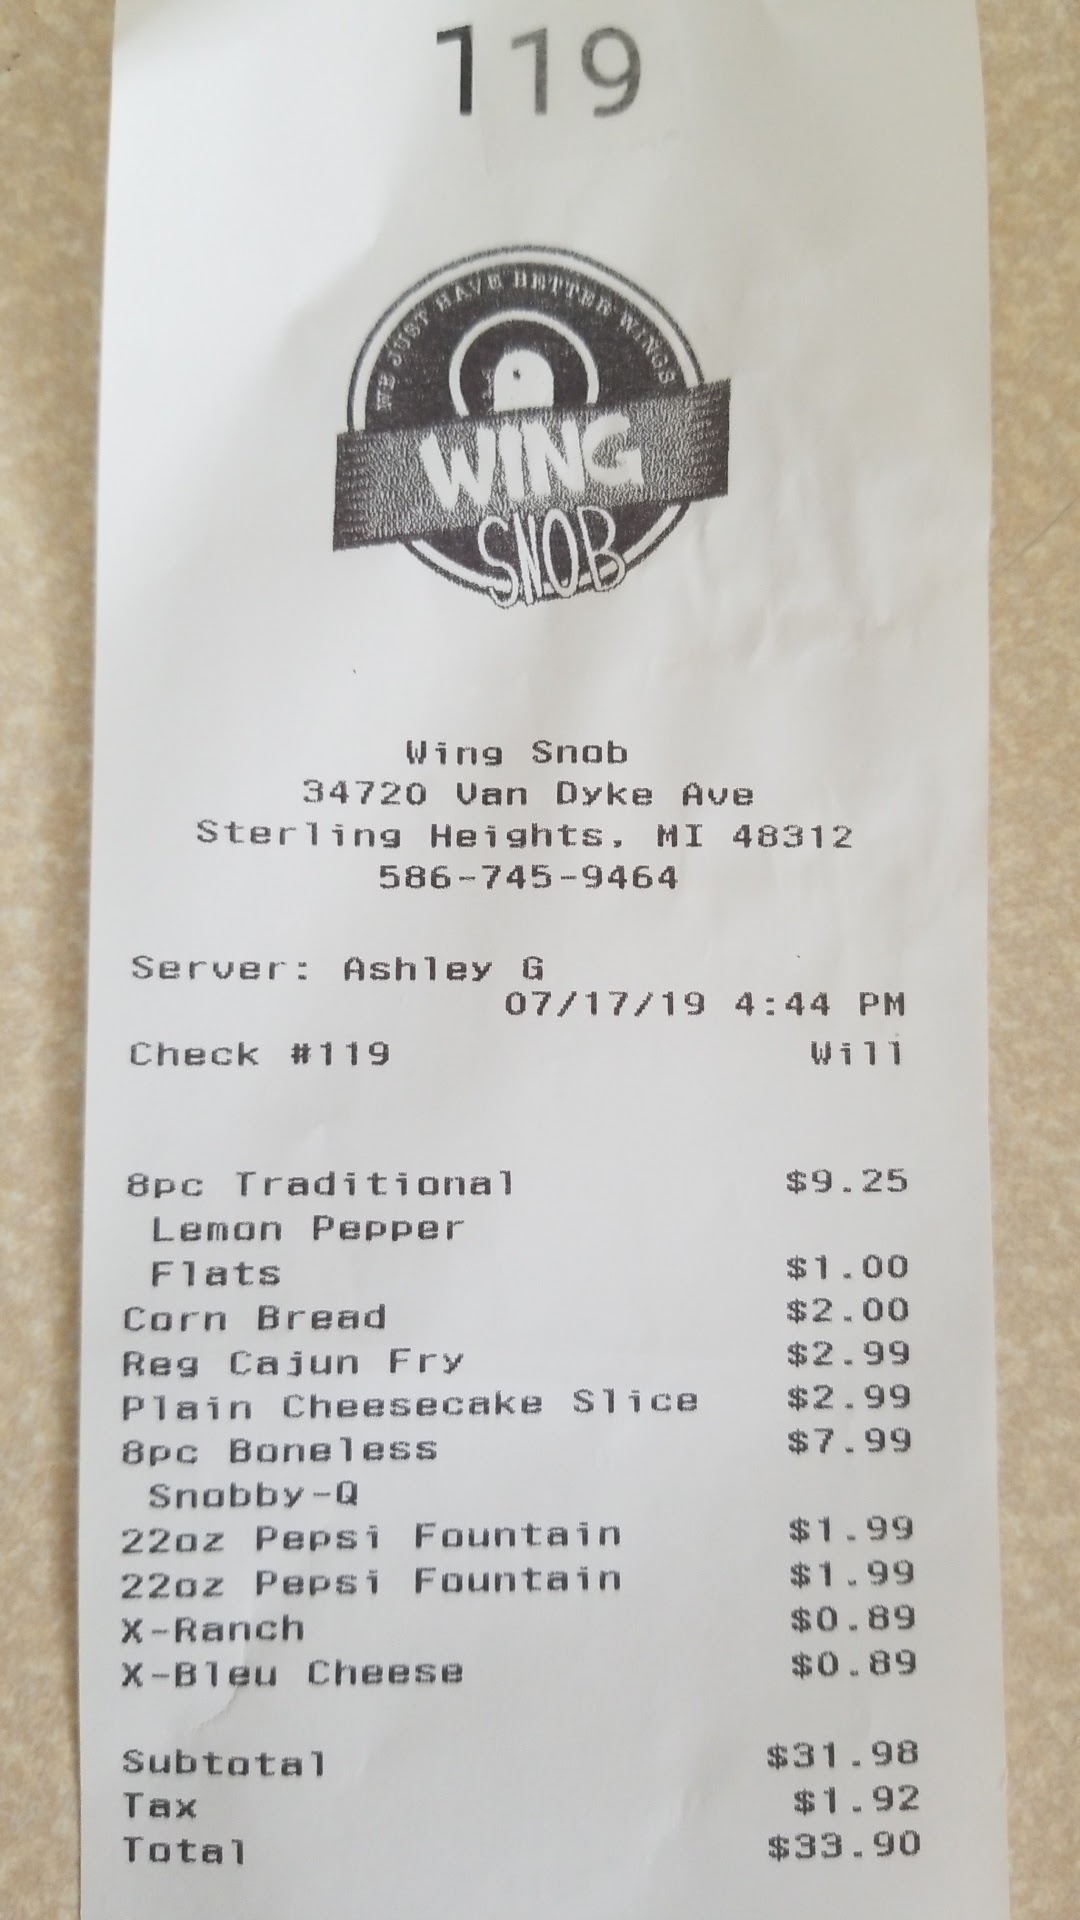 119
WE JUST HAVE BETTER WINGS
WING
SNOB
Wing Snob
34720 Van Dyke Ave
Sterling Heights, MI 48312
586-745-9464
Server: Ashley G
07/17/19 4:44 PM
Check #119 Will
8pc Traditional $9.25
Lemon Pepper
Flats $1.00
Corn Bread $2.00
Reg Cajun Fry $2.99
Plain Cheesecake Slice $2.99
8pc Boneless $7.99
Snobby-Q
22oz Pepsi Fountain $1.99
22oz Pepsi Fountain $1.99
X-Ranch $0.89
X-Bleu Cheese $0.89
Subtotal $31.98
Tax $1.92
Total $33.90